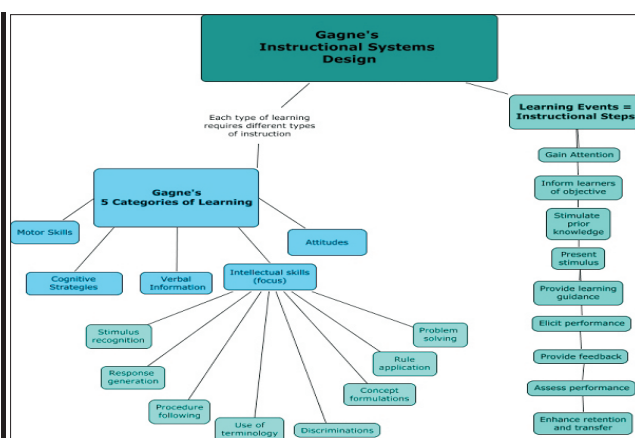 Gagne's
Instructional Systems
Design
Each type of learning
requires different types
of instruction
Learning Events =
Instructional Steps
Gain Attention
Inform learners
of objective
Stimulate
prior
knowledge
Present
stimulus
Provide learning
guidance
Elicit performance
Provide feedback
Assess performance
Enhance retention
and transfer
Gagne's
5 Categories of Learning
Motor Skills
Cognitive
Strategies
Verbal
Information
Intellectual skills
(focus)
Attitudes
Stimulus
recognition
Response
generation
Procedure
following
Use of
terminology
Discriminations
Concept
formulations
Rule
application
Problem
solving